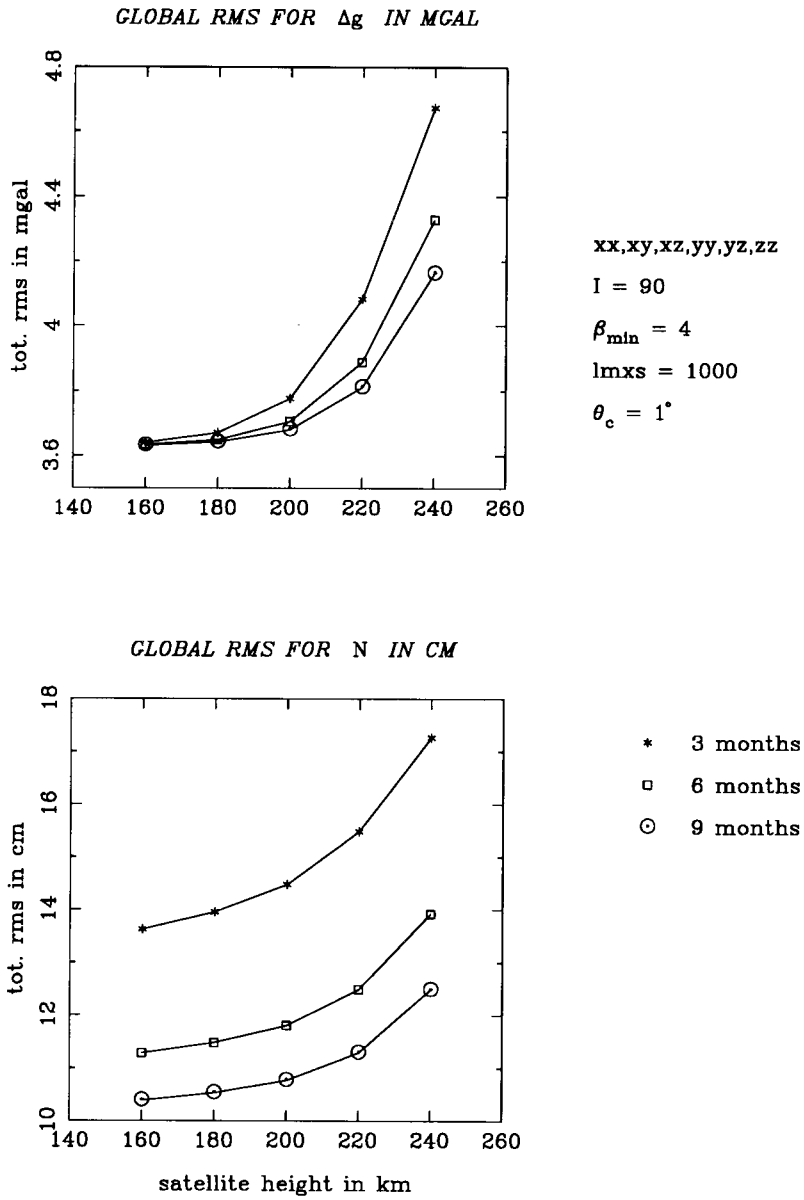 GLOBAL RMS FOR Δg IN MGAL
4.8
4.4
4
3.6
tot. rms in mgal
140 160 180 200 220 240 260
xx,xy,xz,yy,yz,zz
I = 90
β_min = 4
lmxs = 1000
θ_c = 1°
GLOBAL RMS FOR N IN CM
18
16
14
12
10
tot. rms in cm
140 160 180 200 220 240 260
satellite height in km
3 months
6 months
9 months